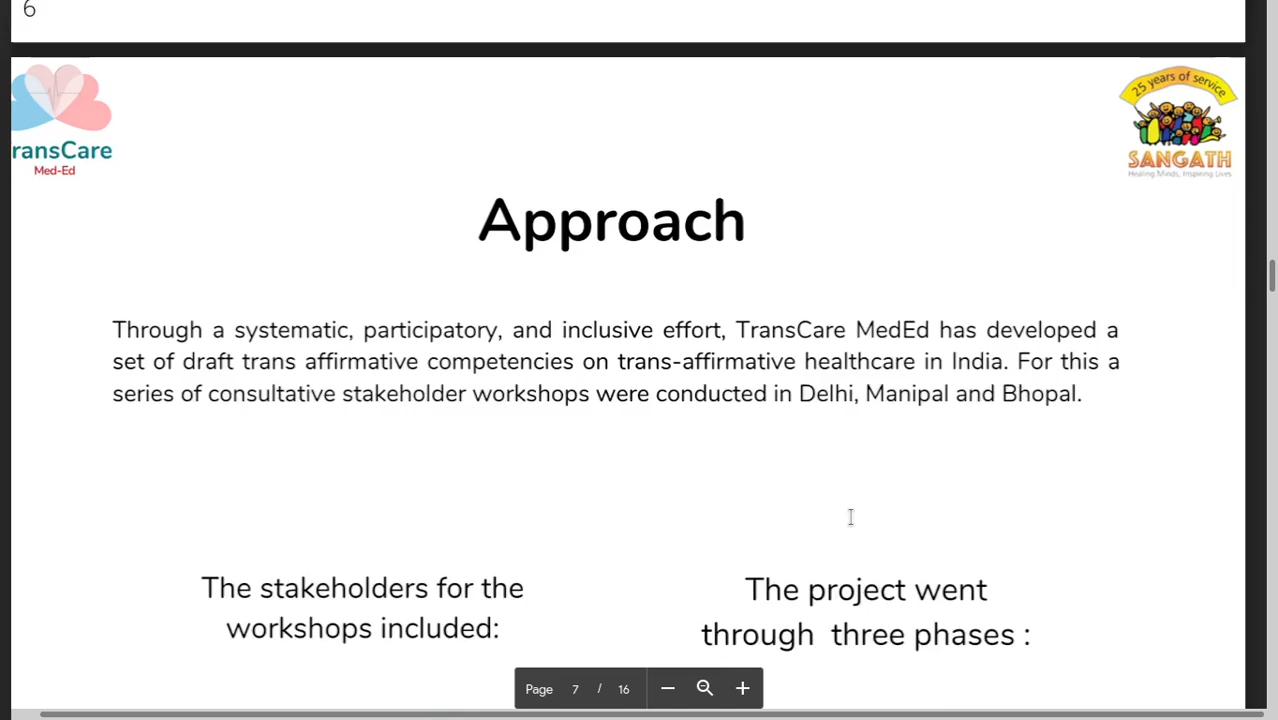 6
ransCare
Med-Ed
25 years of service
SANGATH
Healing Minds, Inspiring Lives
Approach
Through a systematic, participatory, and inclusive effort, TransCare MedEd has developed a
set of draft trans affirmative competencies on trans-affirmative healthcare in India. For this a
series of consultative stakeholder workshops were conducted in Delhi, Manipal and Bhopal.
The stakeholders for the
workshops included:
The project went
through three phases :
Page 7 / 16